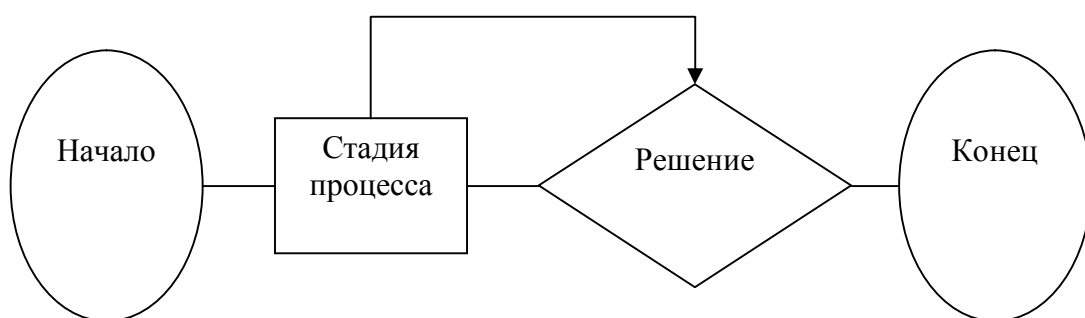 Начало
Стадия
процесса
Решение
Конец